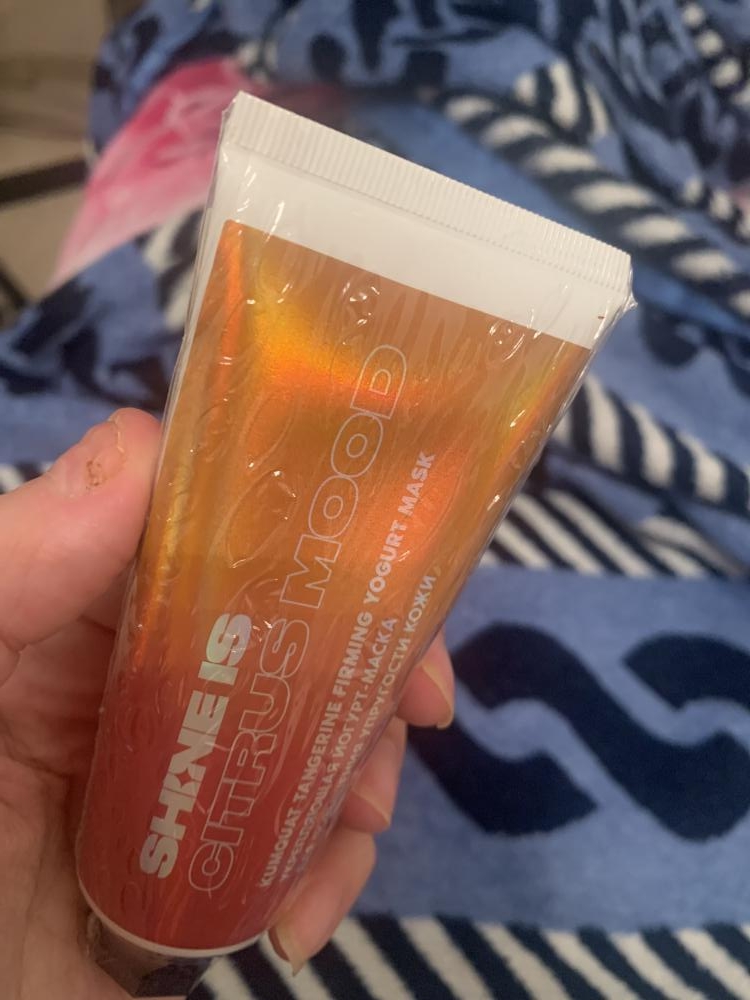 SHINE IS
CITRUS MOOD
KUMQUAT TANGERINE FIRMING YOGURT MASK
УКРЕПЛЯЮЩАЯ ЙОГУРТ-МАСКА
УПРУГОСТИ КОЖИ